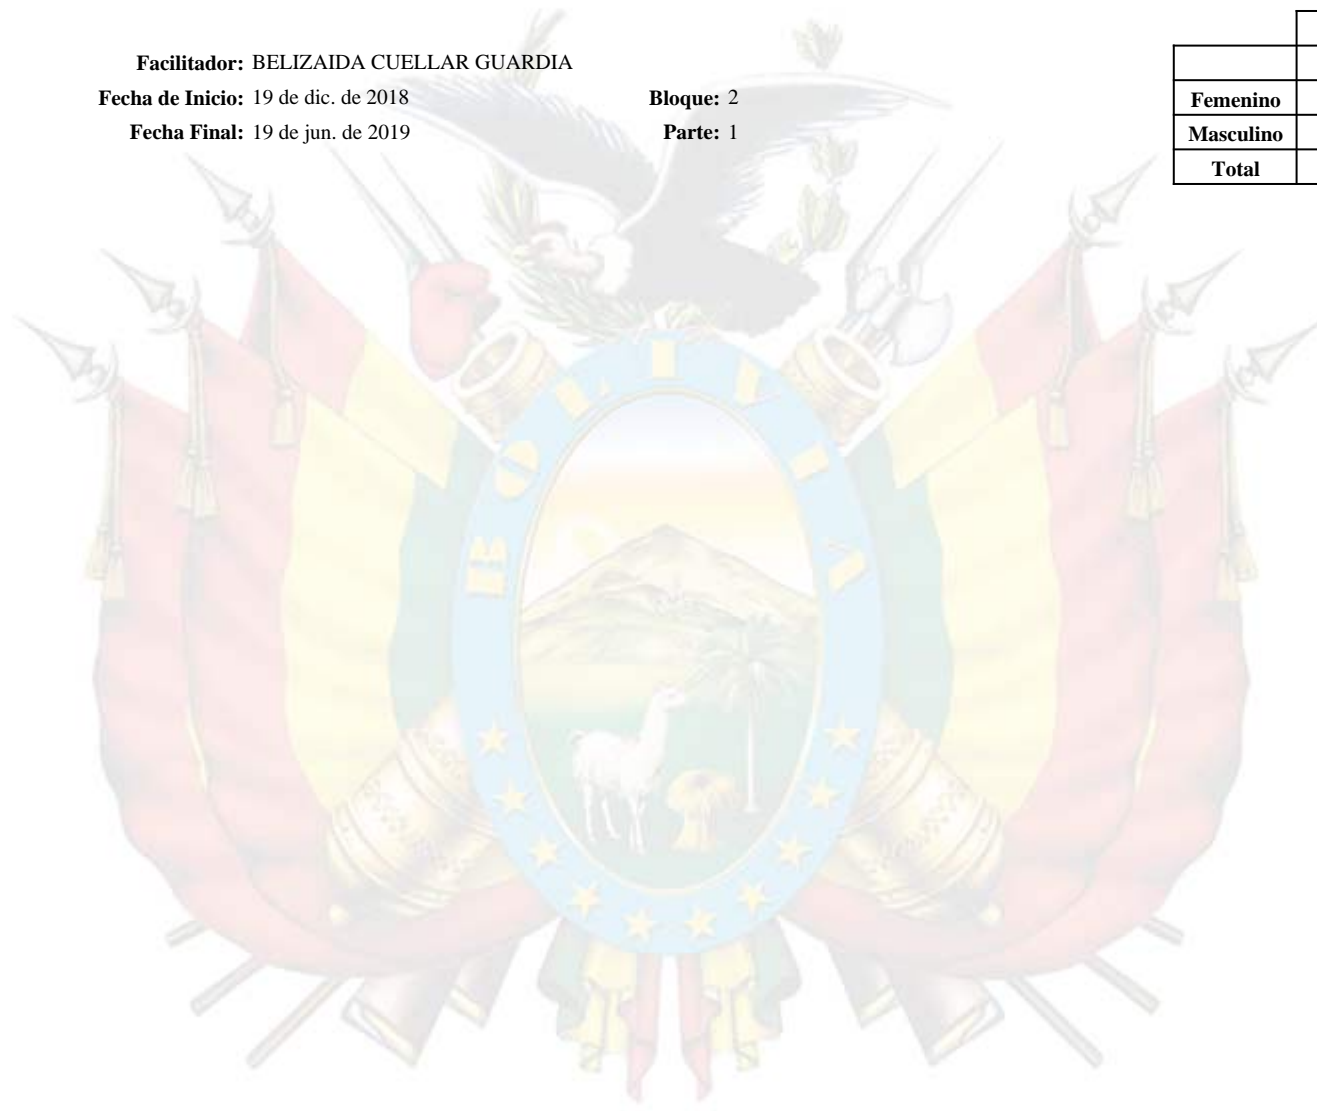 Facilitador: BELIZAIDA CUELLAR GUARDIA
Fecha de Inicio: 19 de dic. de 2018 Bloque: 2
Fecha Final: 19 de jun. de 2019 Parte: 1
Femenino
Masculino
Total
BOLIVIA